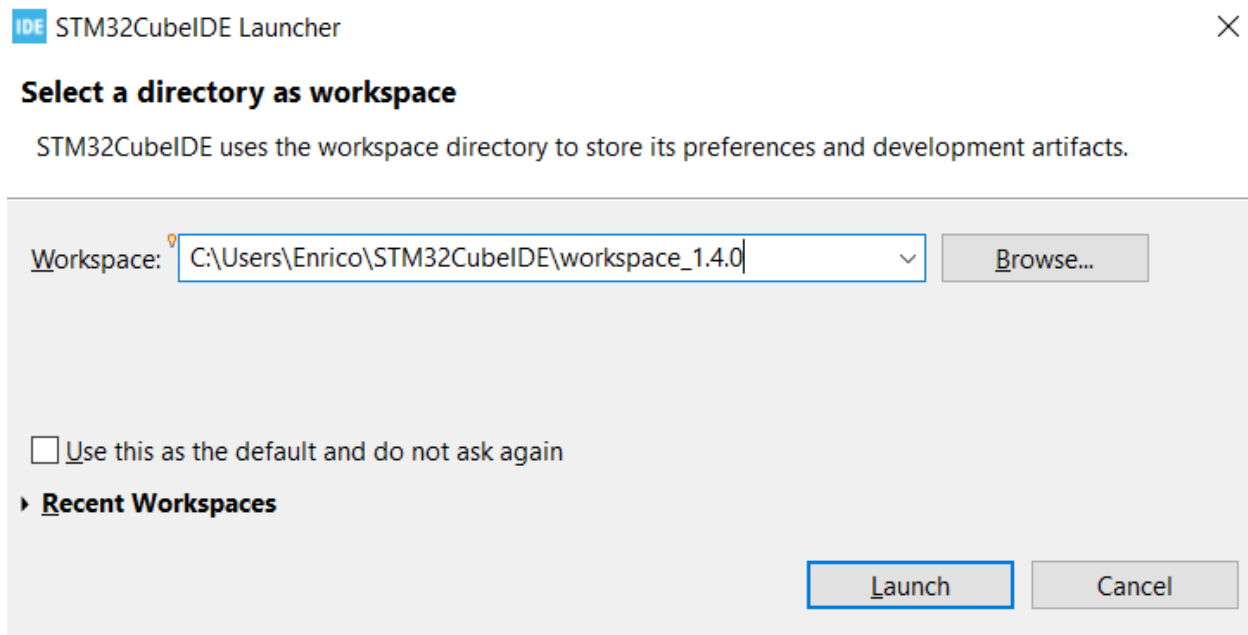 IDE STM32CubeIDE Launcher
Select a directory as workspace
STM32CubeIDE uses the workspace directory to store its preferences and development artifacts.
Workspace: C:\Users\Enrico\STM32CubeIDE\workspace_1.4.0 Browse...
Use this as the default and do not ask again
Recent Workspaces
Launch Cancel